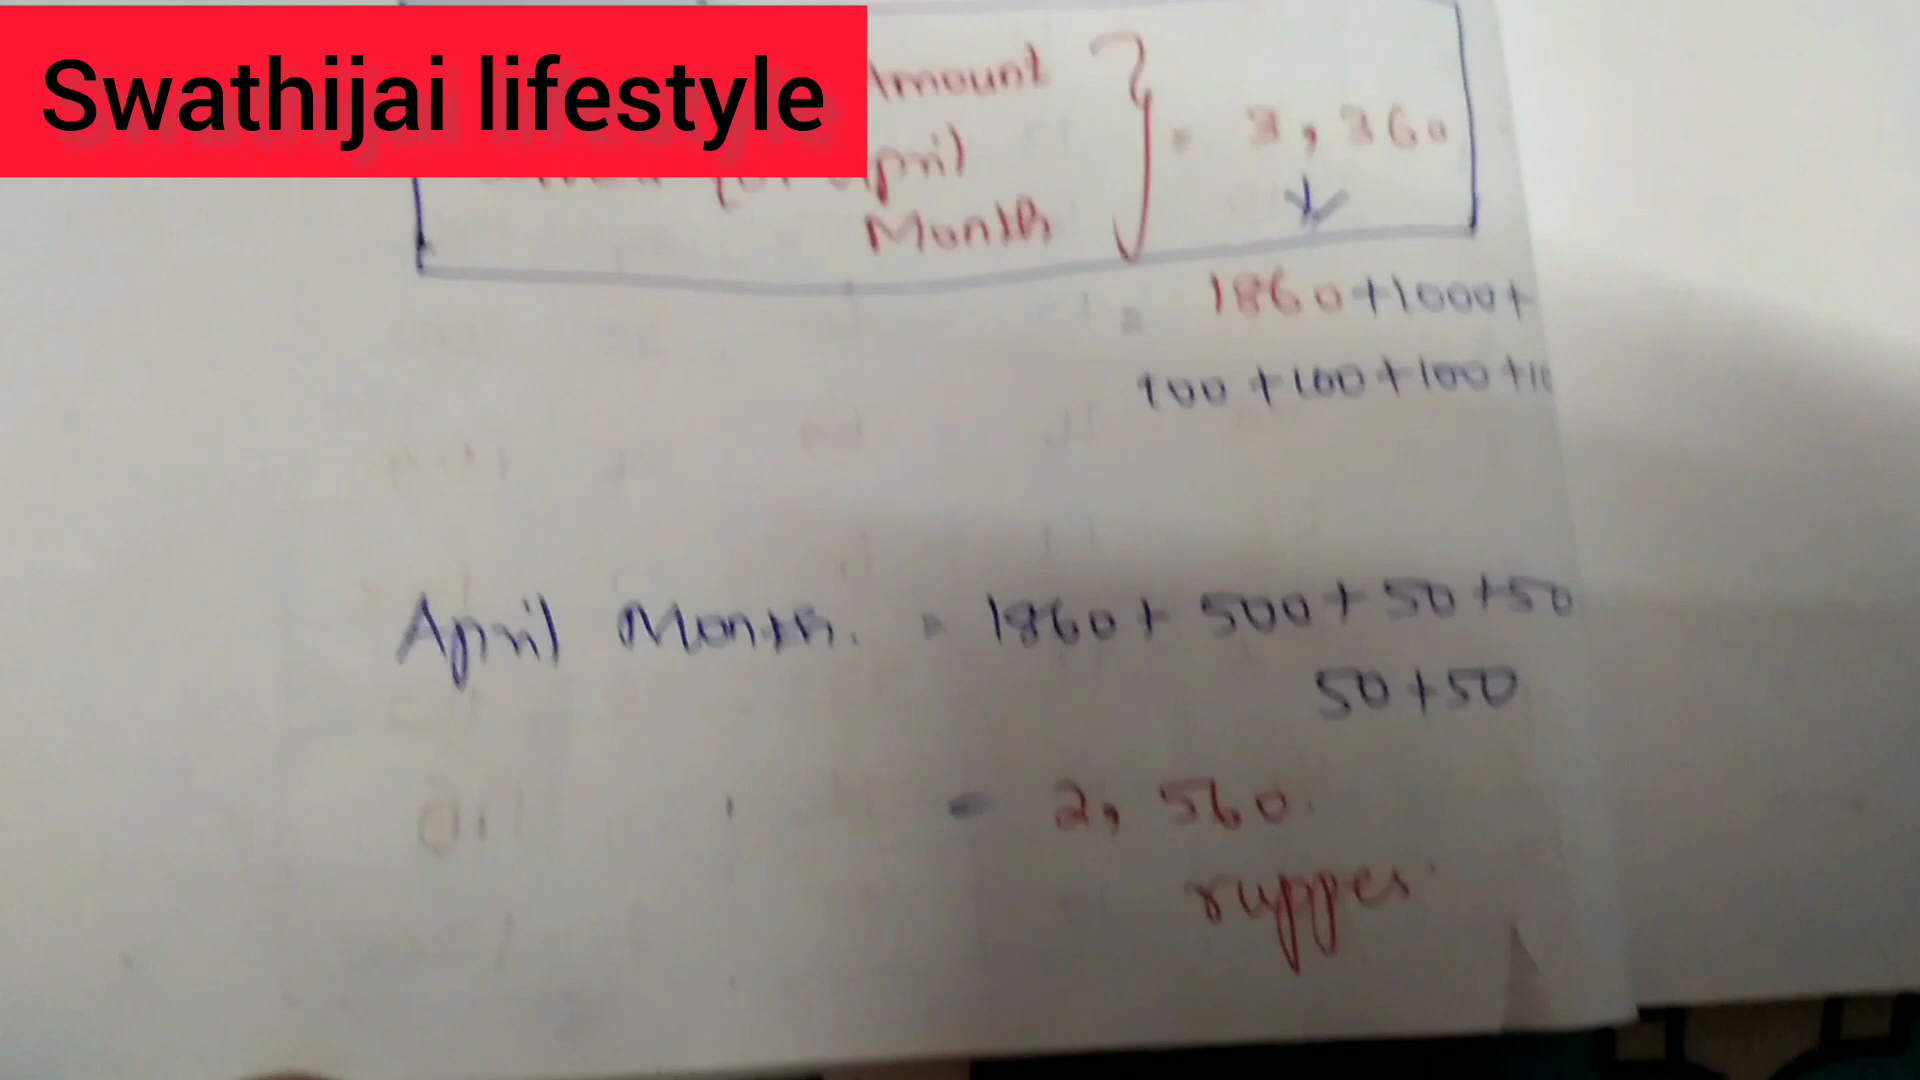 Swathijai lifestyle
Amount
April
Month
= 3,360
= 1860+1000+
100+100+100+1
April Month. = 1860+500+50+50
50+50
= 2,560.
ruppes.